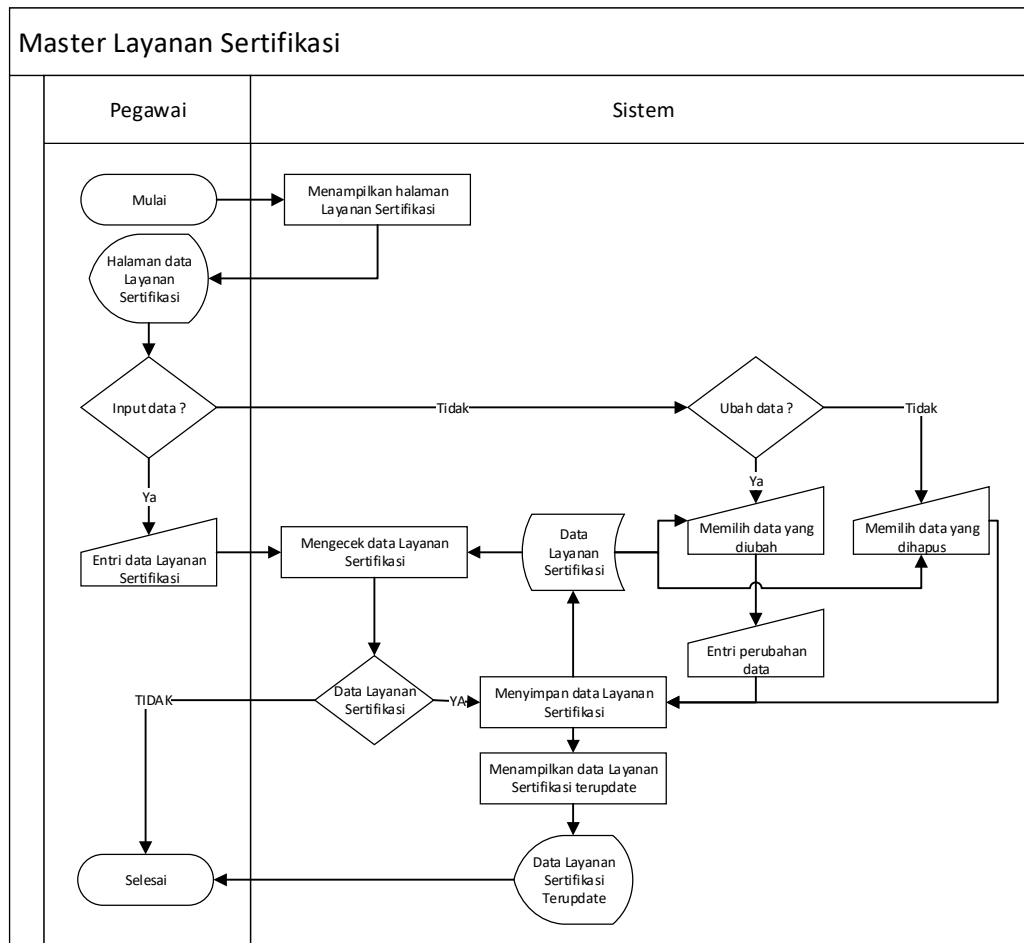 Master Layanan Sertifikasi
Pegawai
Sistem
Mulai
Menampilkan halaman
Layanan Sertifikasi
Halaman data
Layanan
Sertifikasi
Input data ?
Tidak
Ubah data ?
Tidak
Ya
Ya
Entri data Layanan
Sertifikasi
Mengecek data Layanan
Sertifikasi
Data
Layanan
Sertifikasi
Memilih data yang
diubah
Memilih data yang
dihapus
Entri perubahan
data
TIDAK
Data Layanan
Sertifikasi
YA
Menyimpan data Layanan
Sertifikasi
Menampilkan data Layanan
Sertifikasi terupdate
Selesai
Data Layanan
Sertifikasi
Terupdate